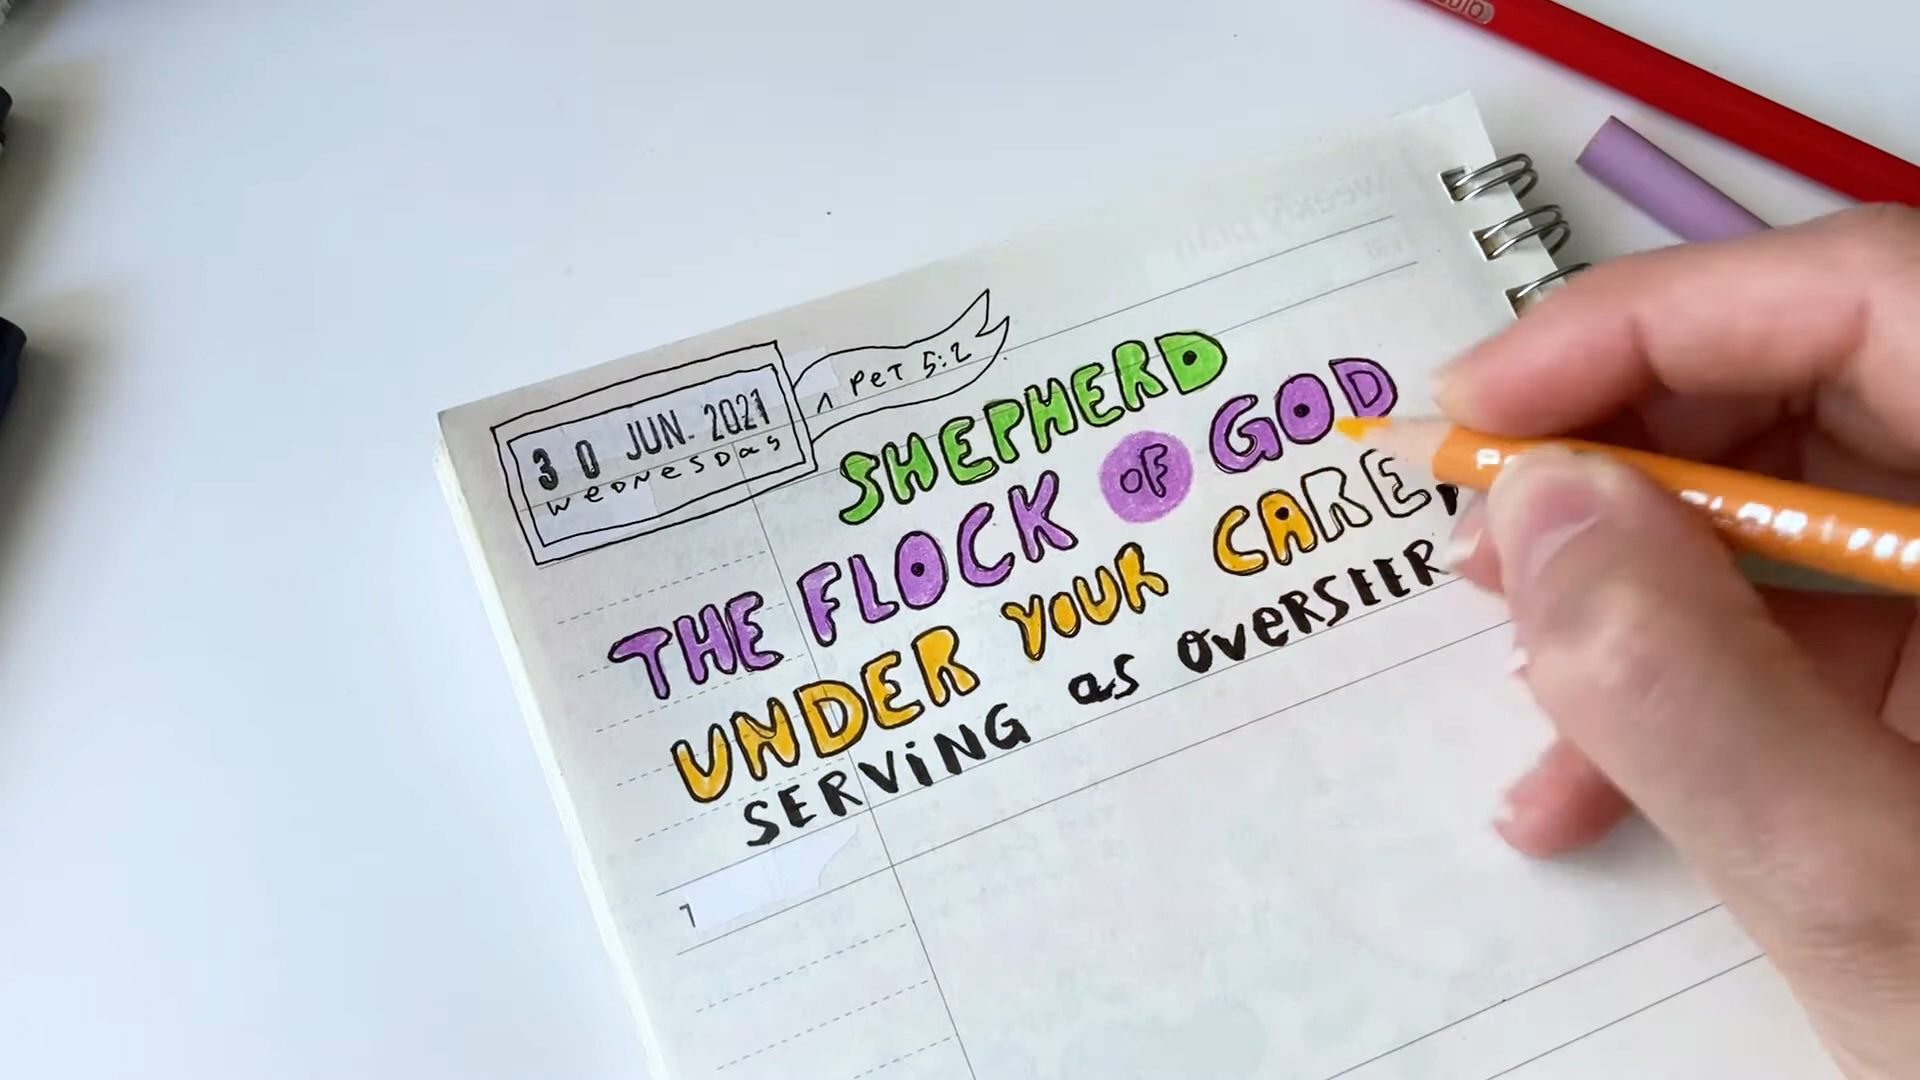 30 JUN. 2021
WEDNESDAY
1 PET 5:2
SHEPHERD
THE FLOCK OF GOD
UNDER YOUR CARE,
SERVING as OVERSEER